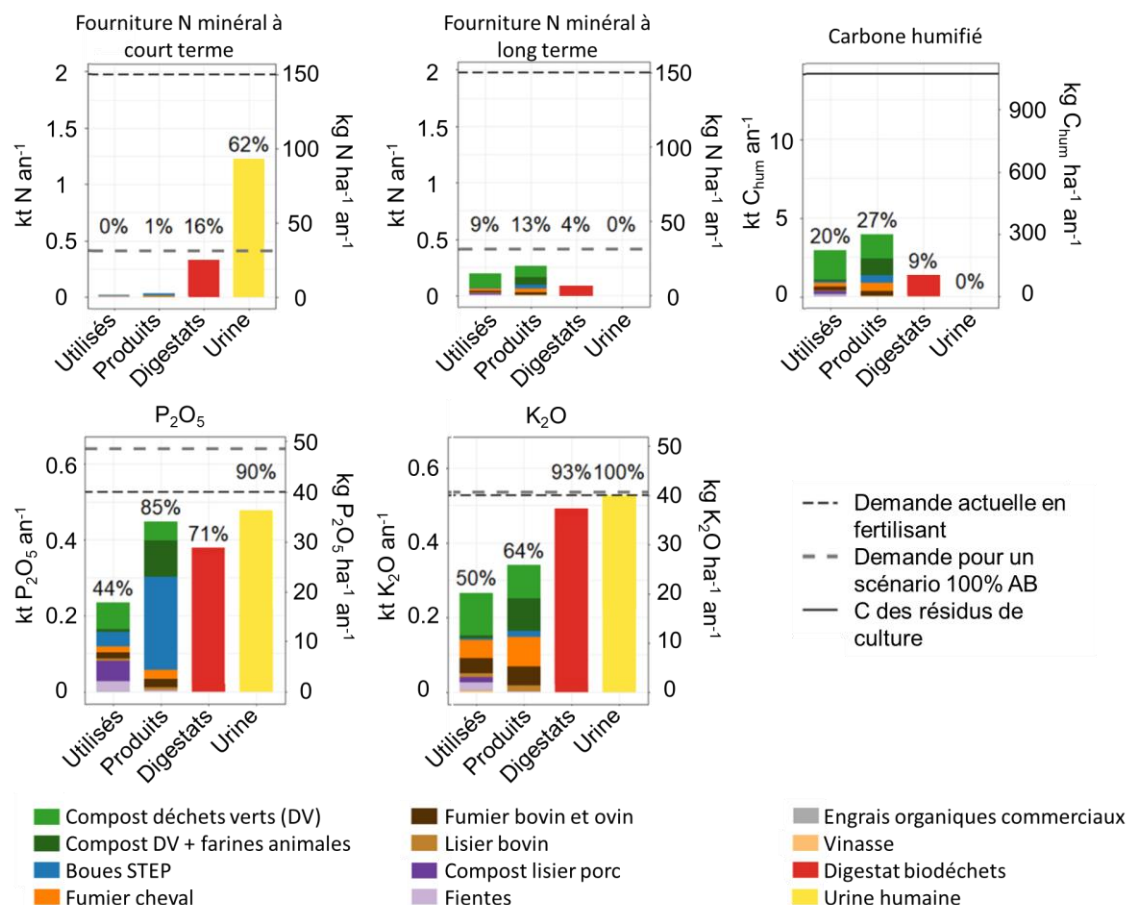 Fourniture N minéral à
court terme
2
1.5
1
0.5
0
kt N an⁻¹
150
100
50
0
kg N ha⁻¹ an⁻¹
0%
1%
16%
62%
Utilisés
Produits
Digestats
Urine
Fourniture N minéral à
long terme
2
1.5
1
0.5
0
kt N an⁻¹
150
100
50
0
kg N ha⁻¹ an⁻¹
9%
13%
4%
0%
Utilisés
Produits
Digestats
Urine
Carbone humifié
10
5
0
kt C_hum an⁻¹
900
600
300
0
kg C_hum ha⁻¹ an⁻¹
20%
27%
9%
0%
Utilisés
Produits
Digestats
Urine
P₂O₅
0.6
0.4
0.2
0
kt P₂O₅ an⁻¹
50
40
30
20
10
0
kg P₂O₅ ha⁻¹ an⁻¹
44%
85%
71%
90%
Utilisés
Produits
Digestats
Urine
K₂O
0.6
0.4
0.2
0
kt K₂O an⁻¹
50
40
30
20
10
0
kg K₂O ha⁻¹ an⁻¹
50%
64%
93%
100%
Utilisés
Produits
Digestats
Urine
Demande actuelle en
fertilisant
Demande pour un
scénario 100% AB
C des résidus de
culture
Compost déchets verts (DV)
Compost DV + farines animales
Boues STEP
Fumier cheval
Fumier bovin et ovin
Lisier bovin
Compost lisier porc
Fientes
Engrais organiques commerciaux
Vinasse
Digestat biodéchets
Urine humaine